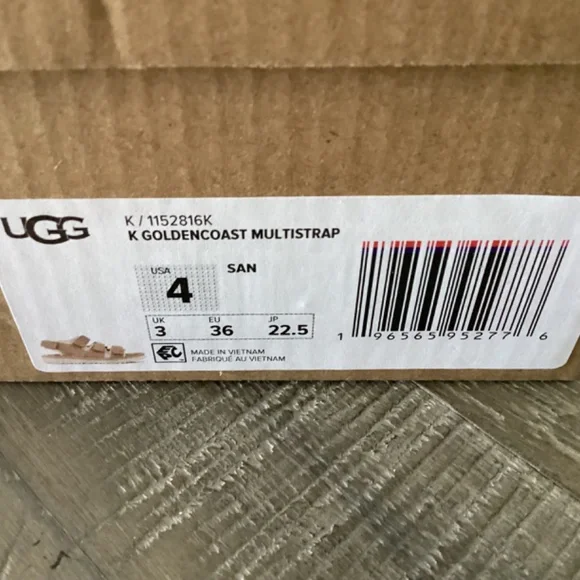 UGG
K / 1152816K
K GOLDENCOAST MULTISTRAP
USA
4
SAN
UK EU JP
3 36 22.5
MADE IN VIETNAM
FABRIQUÉ AU VIETNAM
1 96565 95277 6